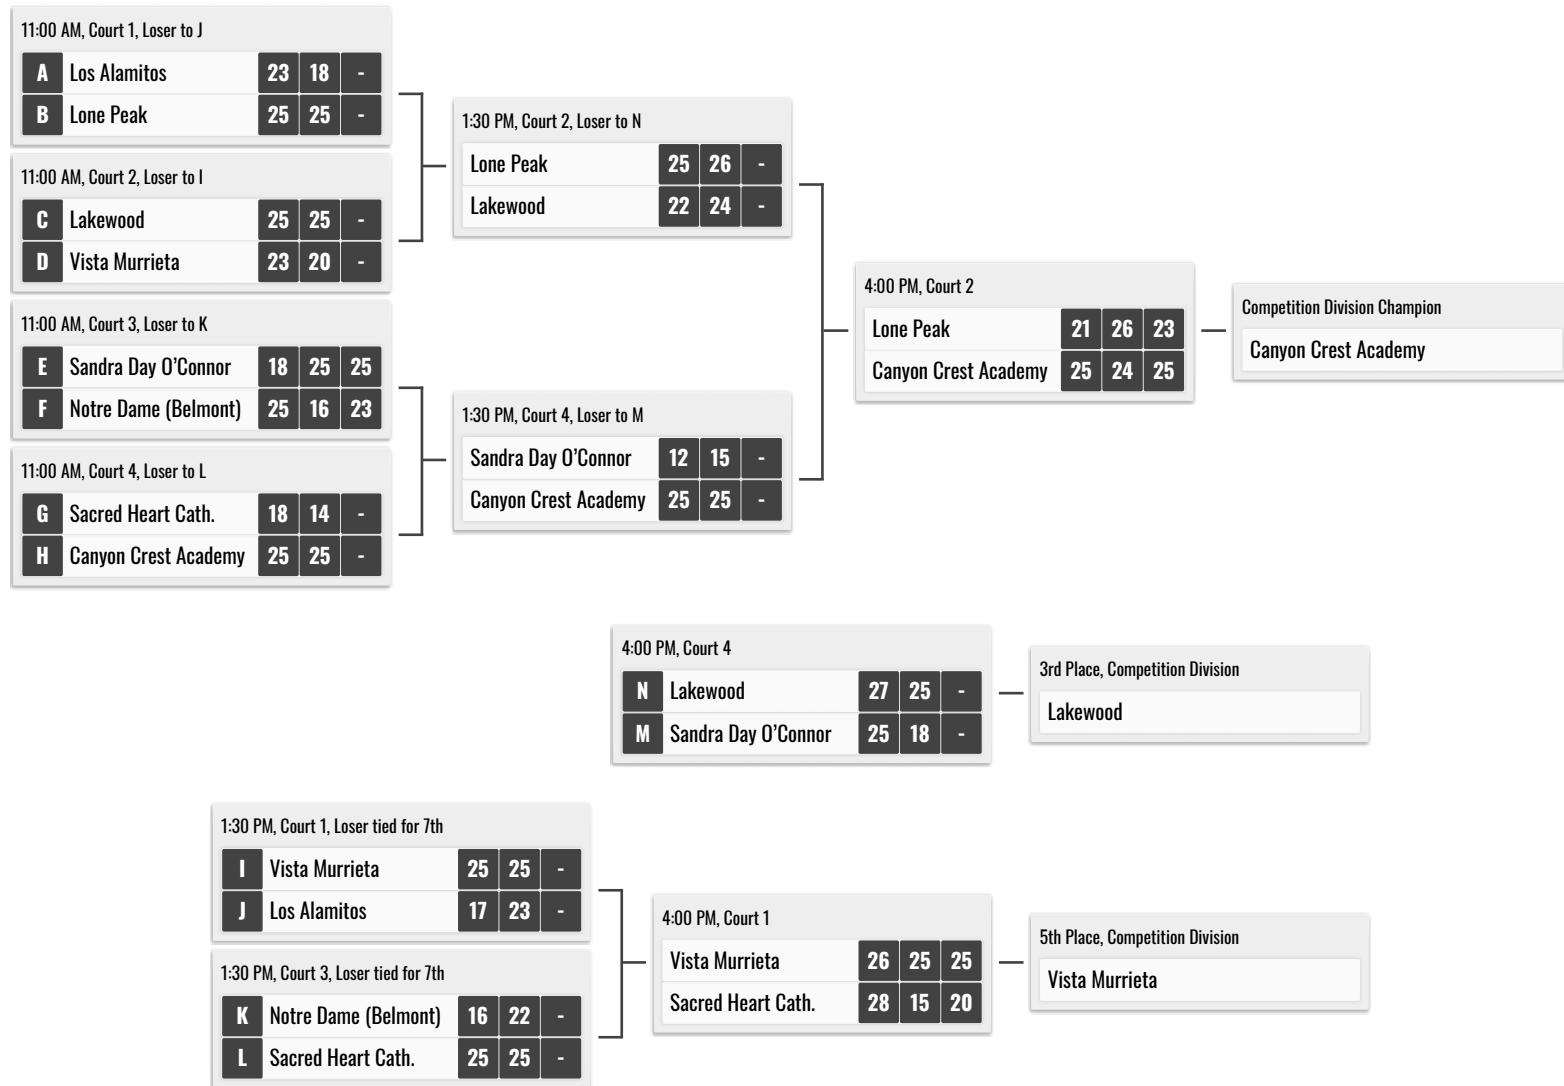 11:00 AM, Court 1, Loser to J
A Los Alamitos 23 18 -
B Lone Peak 25 25 -
11:00 AM, Court 2, Loser to I
C Lakewood 25 25 -
D Vista Murrieta 23 20 -
11:00 AM, Court 3, Loser to K
E Sandra Day O’Connor 18 25 25
F Notre Dame (Belmont) 25 16 23
11:00 AM, Court 4, Loser to L
G Sacred Heart Cath. 18 14 -
H Canyon Crest Academy 25 25 -
1:30 PM, Court 2, Loser to N
Lone Peak 25 26 -
Lakewood 22 24 -
1:30 PM, Court 4, Loser to M
Sandra Day O’Connor 12 15 -
Canyon Crest Academy 25 25 -
4:00 PM, Court 2
Lone Peak 21 26 23
Canyon Crest Academy 25 24 25
Competition Division Champion
Canyon Crest Academy
4:00 PM, Court 4
N Lakewood 27 25 -
M Sandra Day O’Connor 25 18 -
3rd Place, Competition Division
Lakewood
1:30 PM, Court 1, Loser tied for 7th
I Vista Murrieta 25 25 -
J Los Alamitos 17 23 -
1:30 PM, Court 3, Loser tied for 7th
K Notre Dame (Belmont) 16 22 -
L Sacred Heart Cath. 25 25 -
4:00 PM, Court 1
Vista Murrieta 26 25 25
Sacred Heart Cath. 28 15 20
5th Place, Competition Division
Vista Murrieta